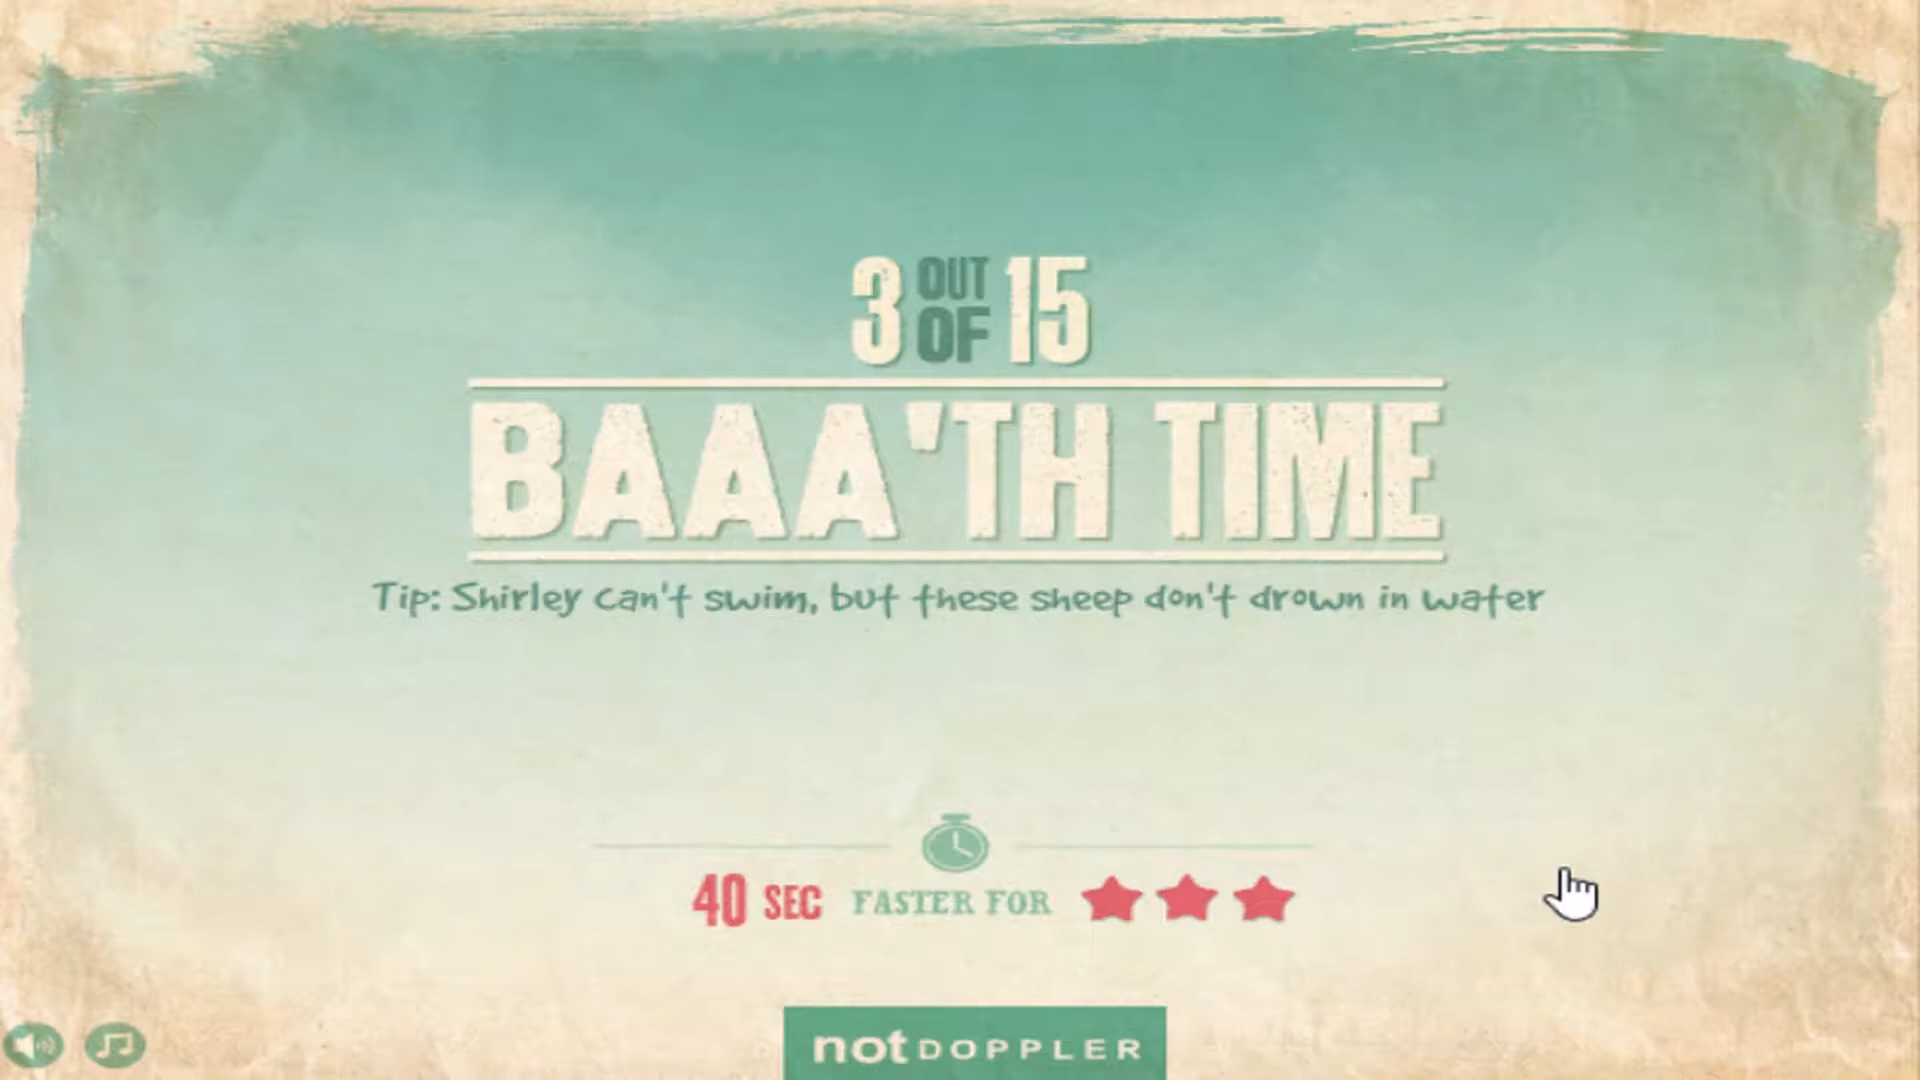 3 OUT OF 15
BAAA'TH TIME
Tip: Shirley can't swim, but these sheep don't drown in water
40 SEC FASTER FOR
notDOPPLER